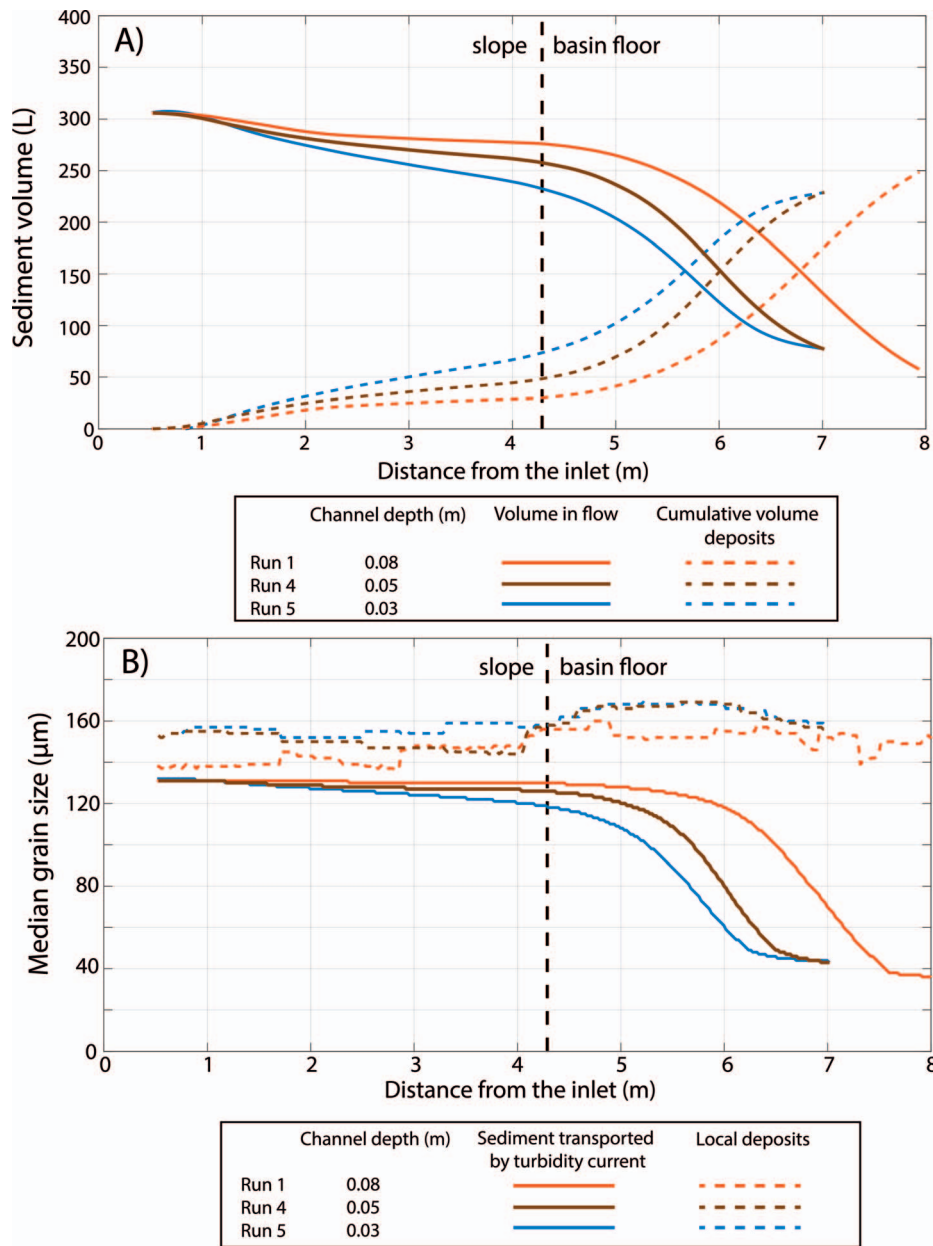 A)
slope
basin floor
400
350
300
250
200
150
100
50
0
Sediment volume (L)
0 1 2 3 4 5 6 7 8
Distance from the inlet (m)
Channel depth (m) Volume in flow Cumulative volume
deposits
Run 1 0.08
Run 4 0.05
Run 5 0.03
B)
slope
basin floor
200
160
120
80
40
0
Median grain size (µm)
0 1 2 3 4 5 6 7 8
Distance from the inlet (m)
Channel depth (m) Sediment transported Local deposits
by turbidity current
Run 1 0.08
Run 4 0.05
Run 5 0.03